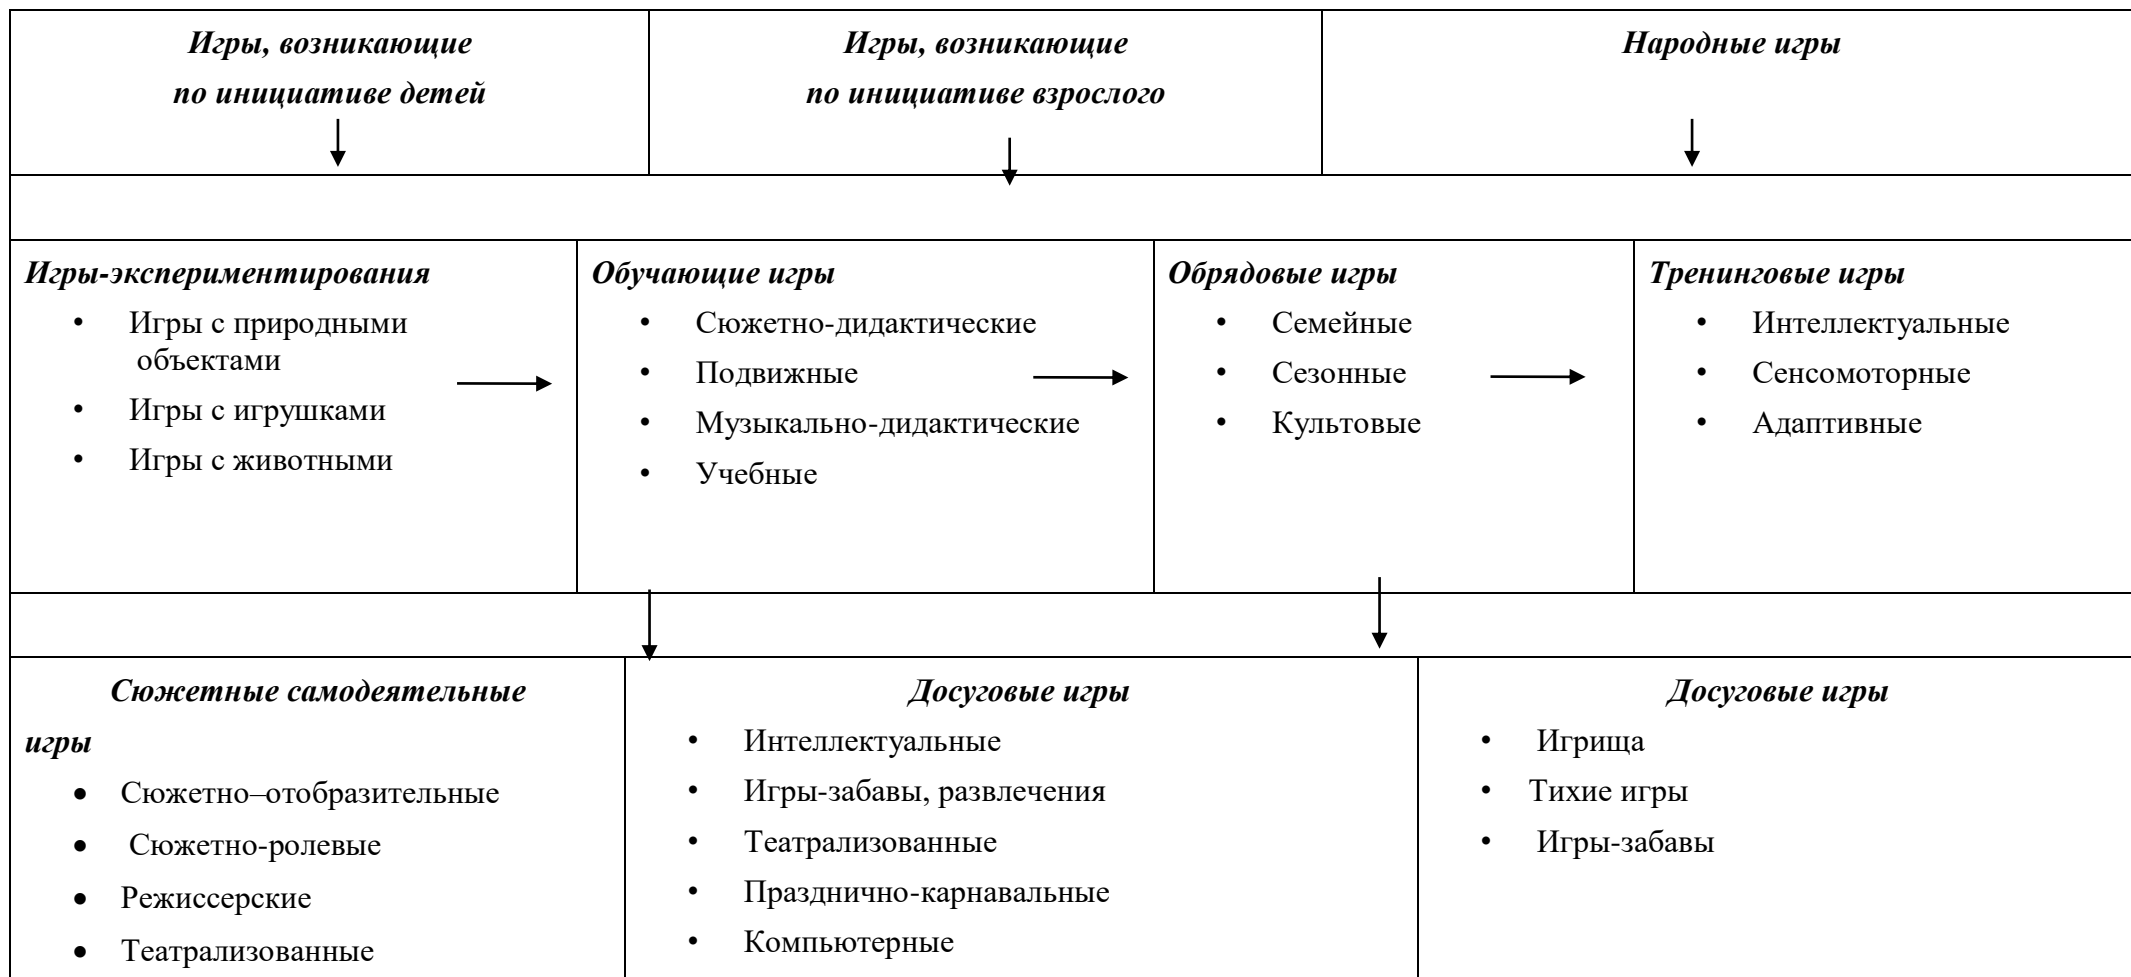 Игры, возникающие
по инициативе детей
Игры, возникающие
по инициативе взрослого
Народные игры
Игры-экспериментирования
• Игры с природными
объектами
• Игры с игрушками
• Игры с животными
Обучающие игры
• Сюжетно-дидактические
• Подвижные
• Музыкально-дидактические
• Учебные
Обрядовые игры
• Семейные
• Сезонные
• Культовые
Тренинговые игры
• Интеллектуальные
• Сенсомоторные
• Адаптивные
Сюжетные самодеятельные
игры
• Сюжетно–отобразительные
• Сюжетно-ролевые
• Режиссерские
• Театрализованные
Досуговые игры
• Интеллектуальные
• Игры-забавы, развлечения
• Театрализованные
• Празднично-карнавальные
• Компьютерные
Досуговые игры
• Игрища
• Тихие игры
• Игры-забавы